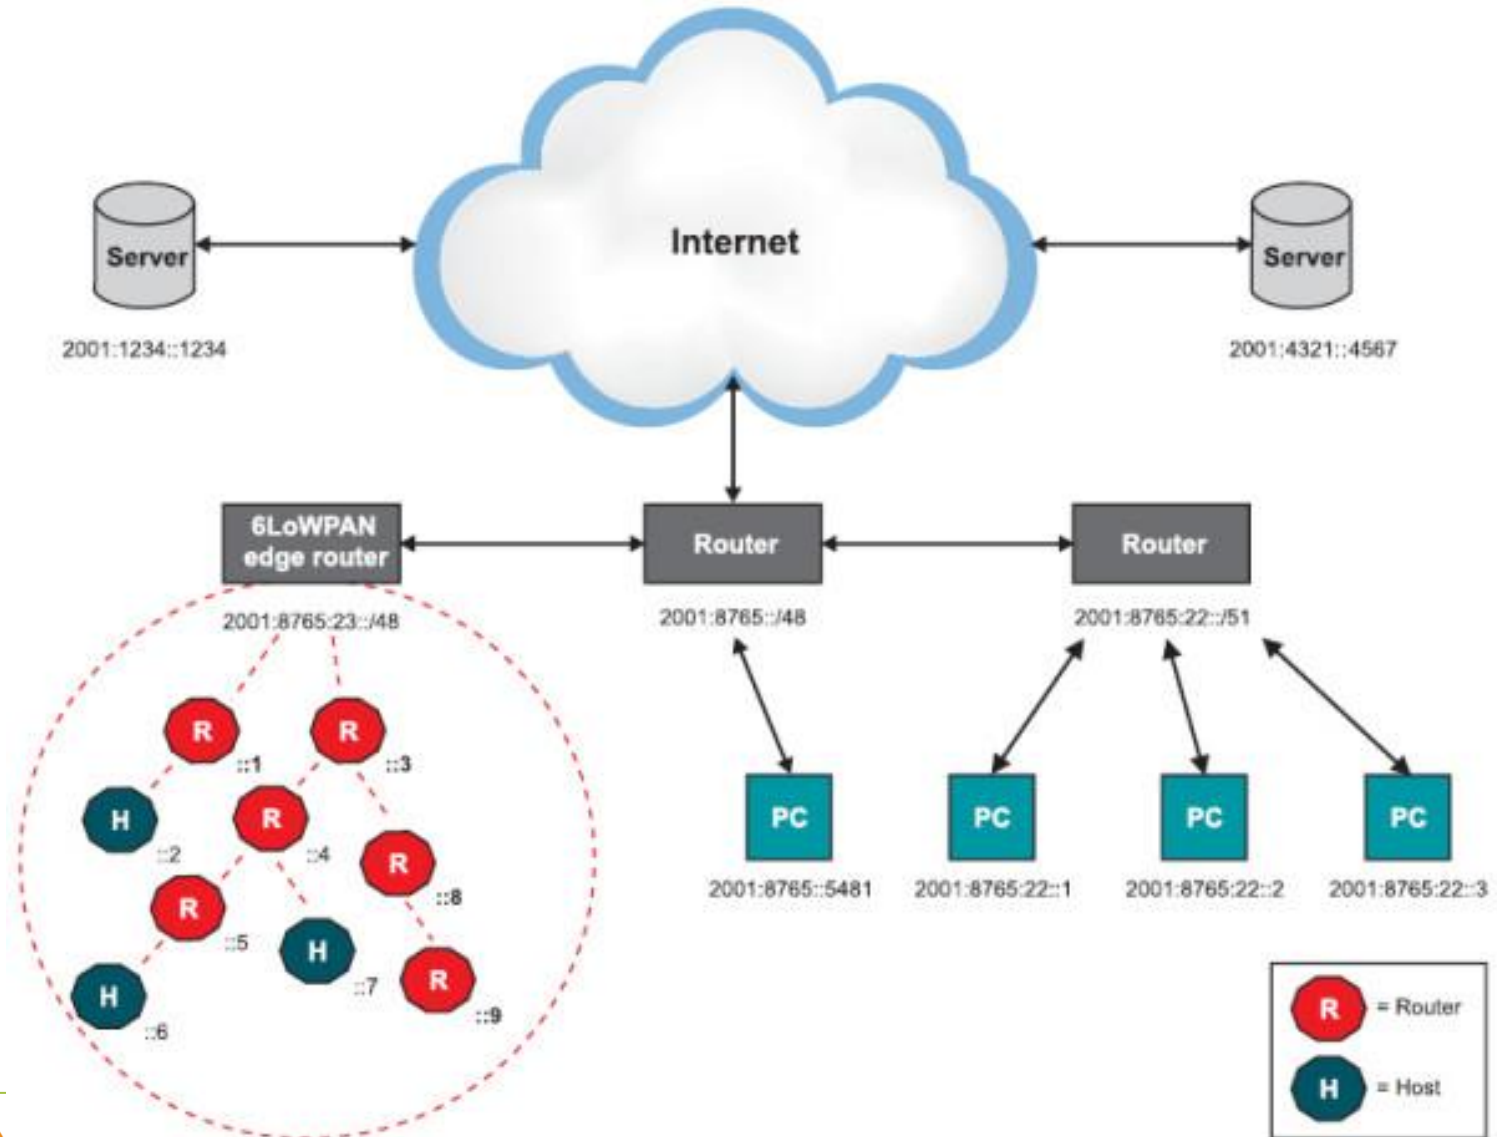 Internet
Server
Server
2001:1234::1234
2001:4321::4567
6LoWPAN
edge router
Router
Router
2001:8765:23::/48
2001:8765::/48
2001:8765:22::/51
R
R
::1
::3
H
R
::2
::4
R
::8
R
::5
H
::7
R
::9
H
::6
PC
PC
PC
PC
2001:8765::5481
2001:8765:22::1
2001:8765:22::2
2001:8765:22::3
R = Router
H = Host